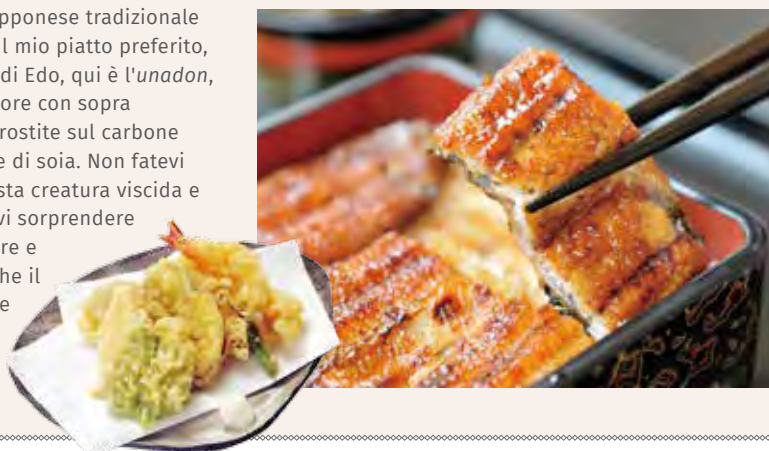 pponese tradizionale
l mio piatto preferito,
di Edo, qui è l'unadon,
ore con sopra
rostite sul carbone
e di soia. Non fatevi
sta creatura viscida e
vi sorprendere
re e
he il
e